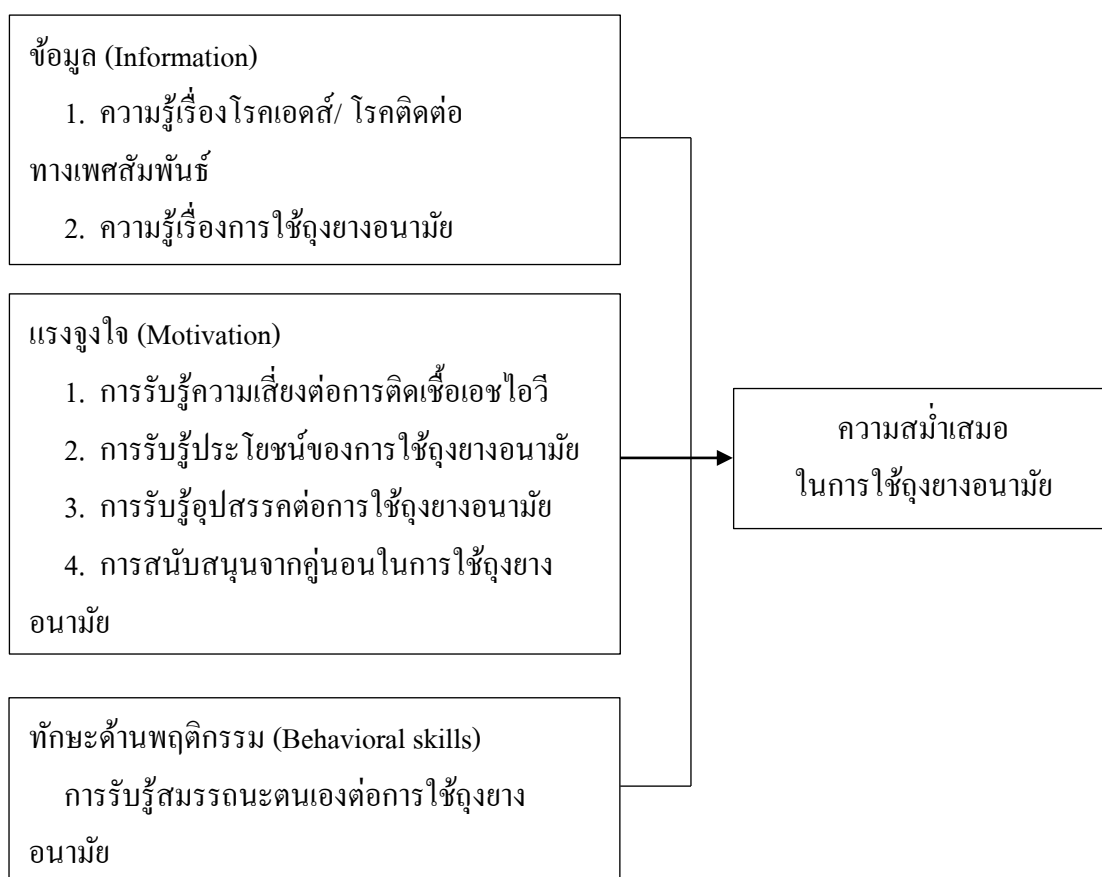 ข้อมูล (Information)
1. ความรู้เรื่องโรคเอดส์/ โรคติดต่อ
ทางเพศสัมพันธ์
2. ความรู้เรื่องการใช้ถุงยางอนามัย
แรงจูงใจ (Motivation)
1. การรับรู้ความเสี่ยงต่อการติดเชื้อเอชไอวี
2. การรับรู้ประโยชน์ของการใช้ถุงยางอนามัย
3. การรับรู้อุปสรรคต่อการใช้ถุงยางอนามัย
4. การสนับสนุนจากคู่นอนในการใช้ถุงยาง
อนามัย
ทักษะด้านพฤติกรรม (Behavioral skills)
การรับรู้สมรรถนะตนเองต่อการใช้ถุงยาง
อนามัย
ความสม่ำเสมอ
ในการใช้ถุงยางอนามัย